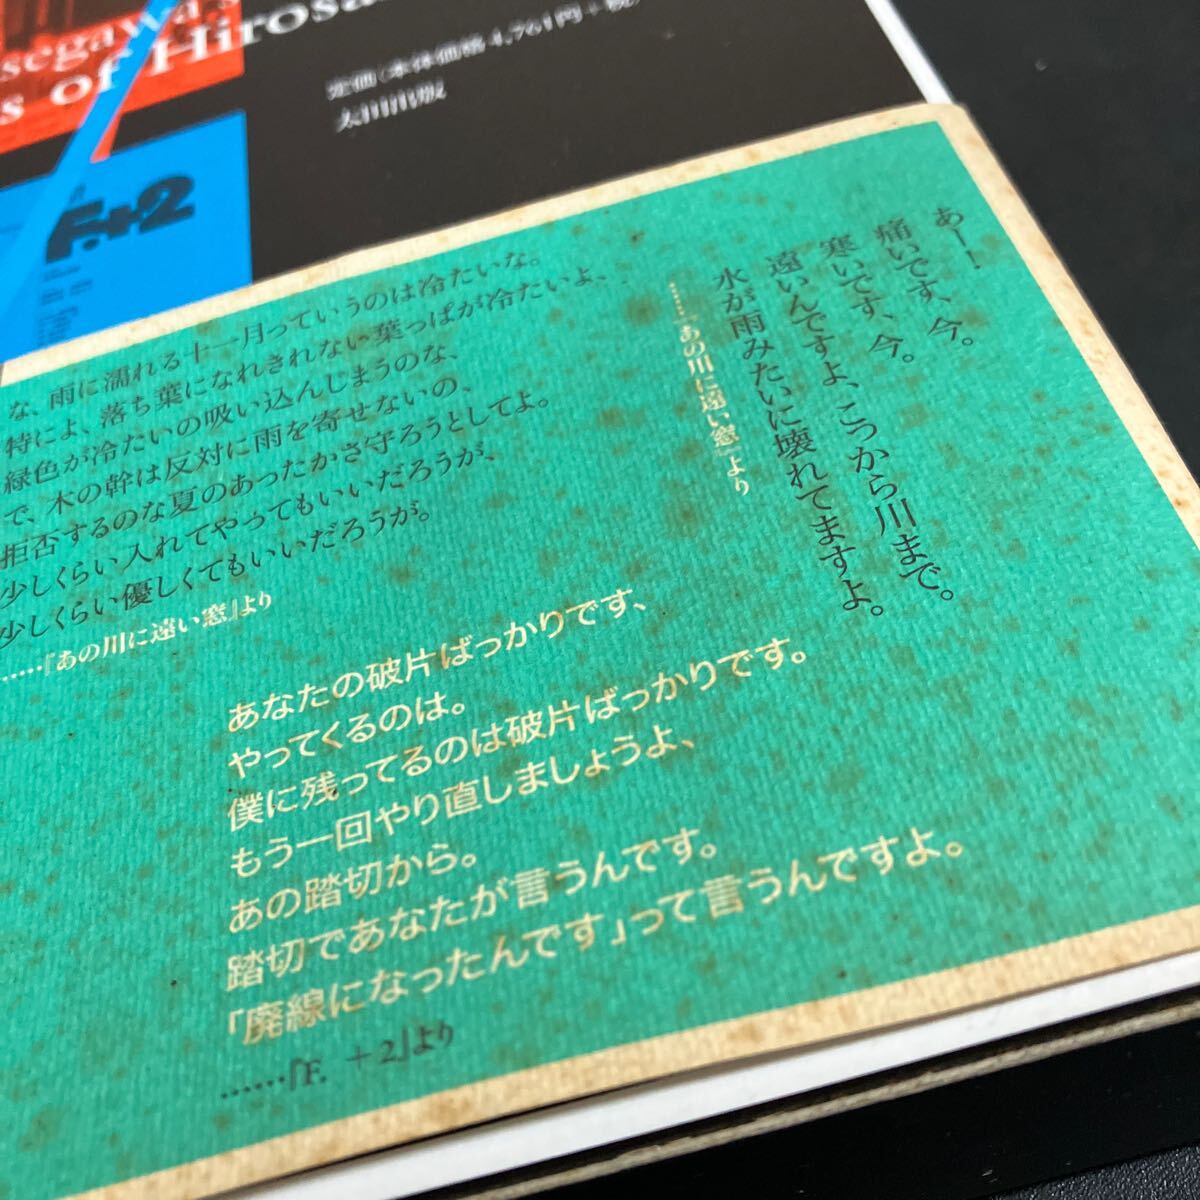 segawa's
s of Hirosa
定価（本体価格4,761円+税）
太田出版
F.+2
あー！
痛いです、今。
寒いです、今。
遠いんですよ、こっから川まで。
水が雨みたいに壊れてますよ。
……『あの川に遠い窓』より
な、雨に濡れる十一月っていうのは冷たいな。
特によ、落ち葉になれきれない葉っぱが冷たいよ、
緑色が冷たいの吸い込んじまうのな、
で、木の幹は反対に雨を寄せないの、
拒否するのな夏のあったかさ守ろうとしてよ。
少しくらい入れてやってもいいだろうが、
少しくらい優しくてもいいだろうが。
……『あの川に遠い窓』より
あなたの破片ばっかりです、
やってくるのは。
僕に残ってるのは破片ばっかりです。
もう一回やり直しましょうよ、
あの踏切から。
踏切であなたが言うんです。
「廃線になったんです」って言うんですよ。
……『F.+2』より